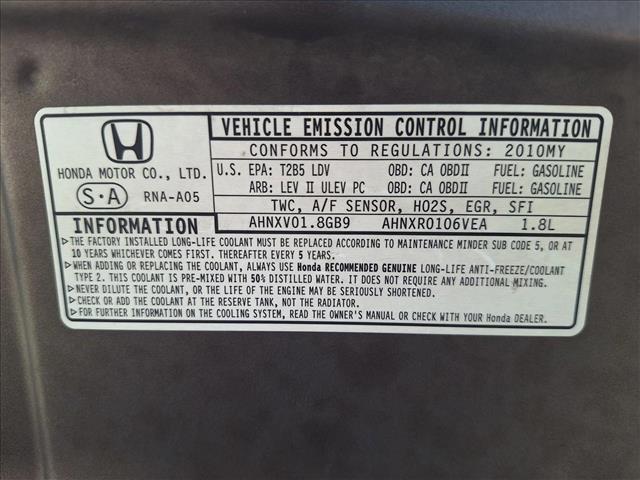 VEHICLE EMISSION CONTROL INFORMATION
CONFORMS TO REGULATIONS: 2010MY
HONDA MOTOR CO., LTD.
S·A RNA-A05
U.S. EPA: T2B5 LDV OBD: CA OBDⅡ FUEL: GASOLINE
ARB: LEV Ⅱ ULEV PC OBD: CA OBDⅡ FUEL: GASOLINE
TWC, A/F SENSOR, HO2S, EGR, SFI
INFORMATION AHNXV01.8GB9 AHNXR0106VEA 1.8L
▷THE FACTORY INSTALLED LONG-LIFE COOLANT MUST BE REPLACED ACCORDING TO MAINTENANCE MINDER SUB CODE 5, OR AT
10 YEARS WHICHEVER COMES FIRST. THEREAFTER EVERY 5 YEARS.
▷WHEN ADDING OR REPLACING THE COOLANT, ALWAYS USE Honda RECOMMENDED GENUINE LONG-LIFE ANTI-FREEZE/COOLANT
TYPE 2. THIS COOLANT IS PRE-MIXED WITH 50% DISTILLED WATER. IT DOES NOT REQUIRE ANY ADDITIONAL MIXING.
▷NEVER DILUTE THE COOLANT, OR THE LIFE OF THE ENGINE MAY BE SERIOUSLY SHORTENED.
▷CHECK OR ADD THE COOLANT AT THE RESERVE TANK, NOT THE RADIATOR.
▷FOR FURTHER INFORMATION ON THE COOLING SYSTEM, READ THE OWNER'S MANUAL OR CHECK WITH YOUR Honda DEALER.